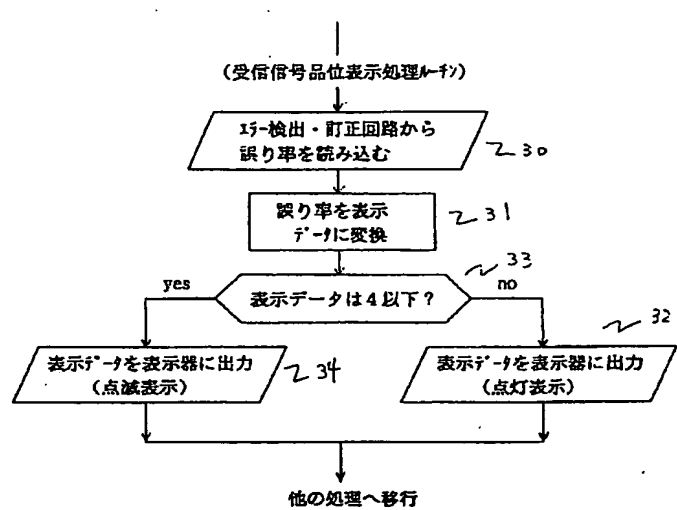 (受信信号品位表示処理ﾙｰﾁﾝ)
ｴﾗｰ検出・訂正回路から
誤り率を読み込む
30
誤り率を表示
ﾃﾞｰﾀに変換
31
33
yes
表示データは4以下？
no
32
表示ﾃﾞｰﾀを表示器に出力
(点滅表示)
34
表示ﾃﾞｰﾀを表示器に出力
(点灯表示)
他の処理へ移行